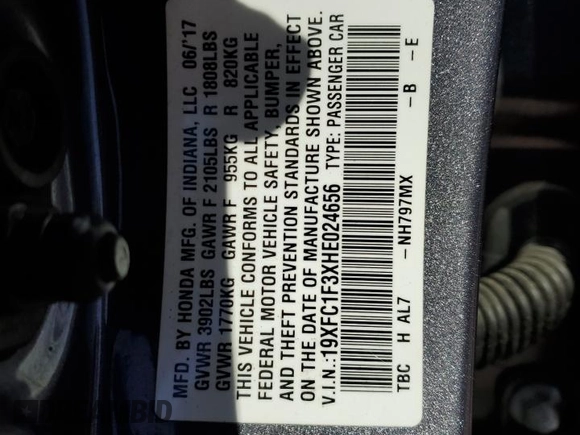 MFD. BY HONDA MFG. OF INDIANA, LLC 06/'17
GVWR 3902LBS GAWR F 2105LBS R 1808LBS
GVWR 1770KG GAWR F 955KG R 820KG
THIS VEHICLE CONFORMS TO ALL APPLICABLE
FEDERAL MOTOR VEHICLE SAFETY, BUMPER,
AND THEFT PREVENTION STANDARDS IN EFFECT
ON THE DATE OF MANUFACTURE SHOWN ABOVE.
V.I.N.:19XFC1F3XHE024656 TYPE: PASSENGER CAR
TBC H AL7 -NH797MX -B -E